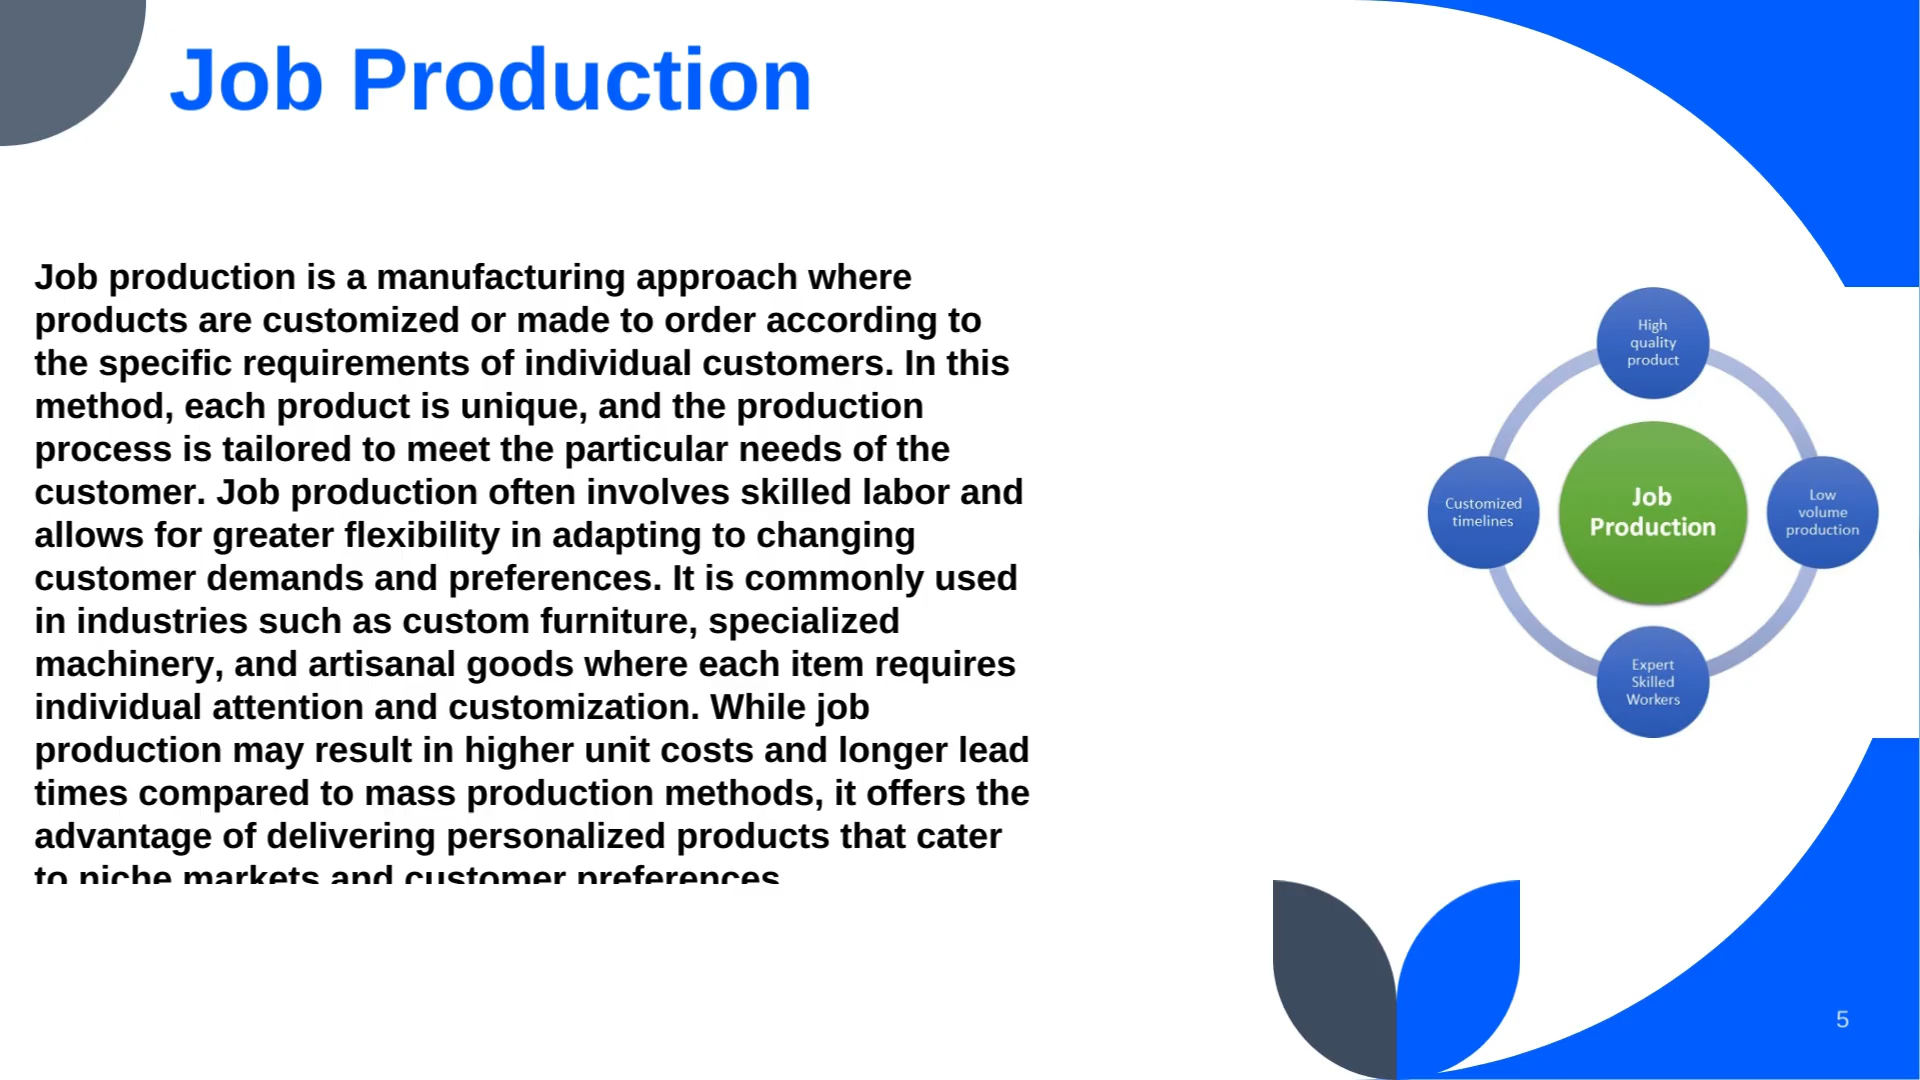 Job Production
Job production is a manufacturing approach where
products are customized or made to order according to
the specific requirements of individual customers. In this
method, each product is unique, and the production
process is tailored to meet the particular needs of the
customer. Job production often involves skilled labor and
allows for greater flexibility in adapting to changing
customer demands and preferences. It is commonly used
in industries such as custom furniture, specialized
machinery, and artisanal goods where each item requires
individual attention and customization. While job
production may result in higher unit costs and longer lead
times compared to mass production methods, it offers the
advantage of delivering personalized products that cater
to niche markets and customer preferences
High
quality
product
Customized
timelines
Job
Production
Low
volume
production
Expert
Skilled
Workers
5